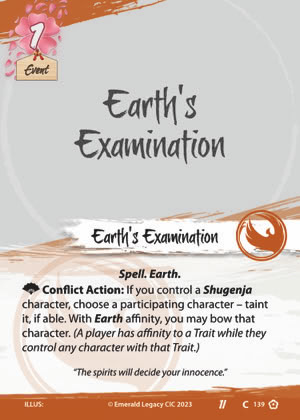 1
Event
Earth's
Examination
Earth's Examination
Spell. Earth.
Conflict Action: If you control a Shugenja
character, choose a participating character – taint
it, if able. With Earth affinity, you may bow that
character. (A player has affinity to a Trait while they
control any character with that Trait.)
"The spirits will decide your innocence."
ILLUS: © Emerald Legacy CIC 2023 C 139